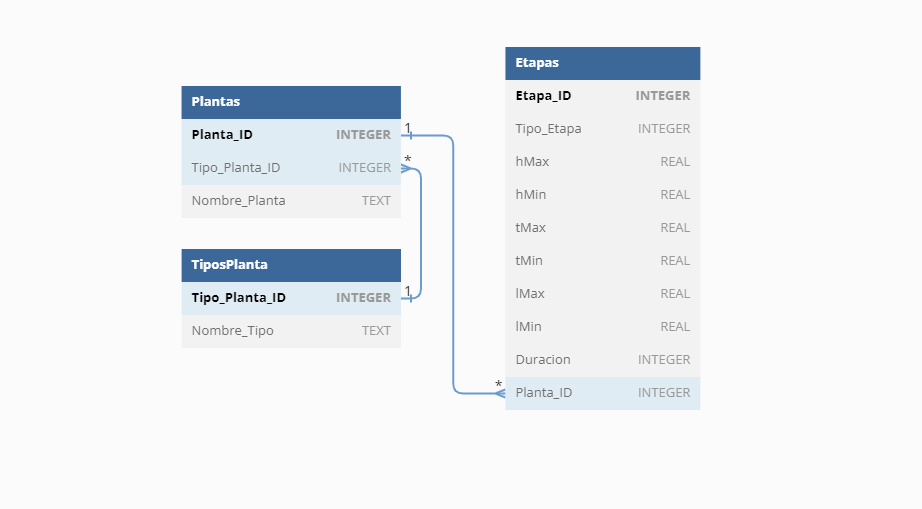 Plantas
Planta_ID INTEGER 1
Tipo_Planta_ID INTEGER *
Nombre_Planta TEXT
TiposPlanta
Tipo_Planta_ID INTEGER 1
Nombre_Tipo TEXT
Etapas
Etapa_ID INTEGER
Tipo_Etapa INTEGER
hMax REAL
hMin REAL
tMax REAL
tMin REAL
lMax REAL
lMin REAL
Duracion INTEGER
* Planta_ID INTEGER